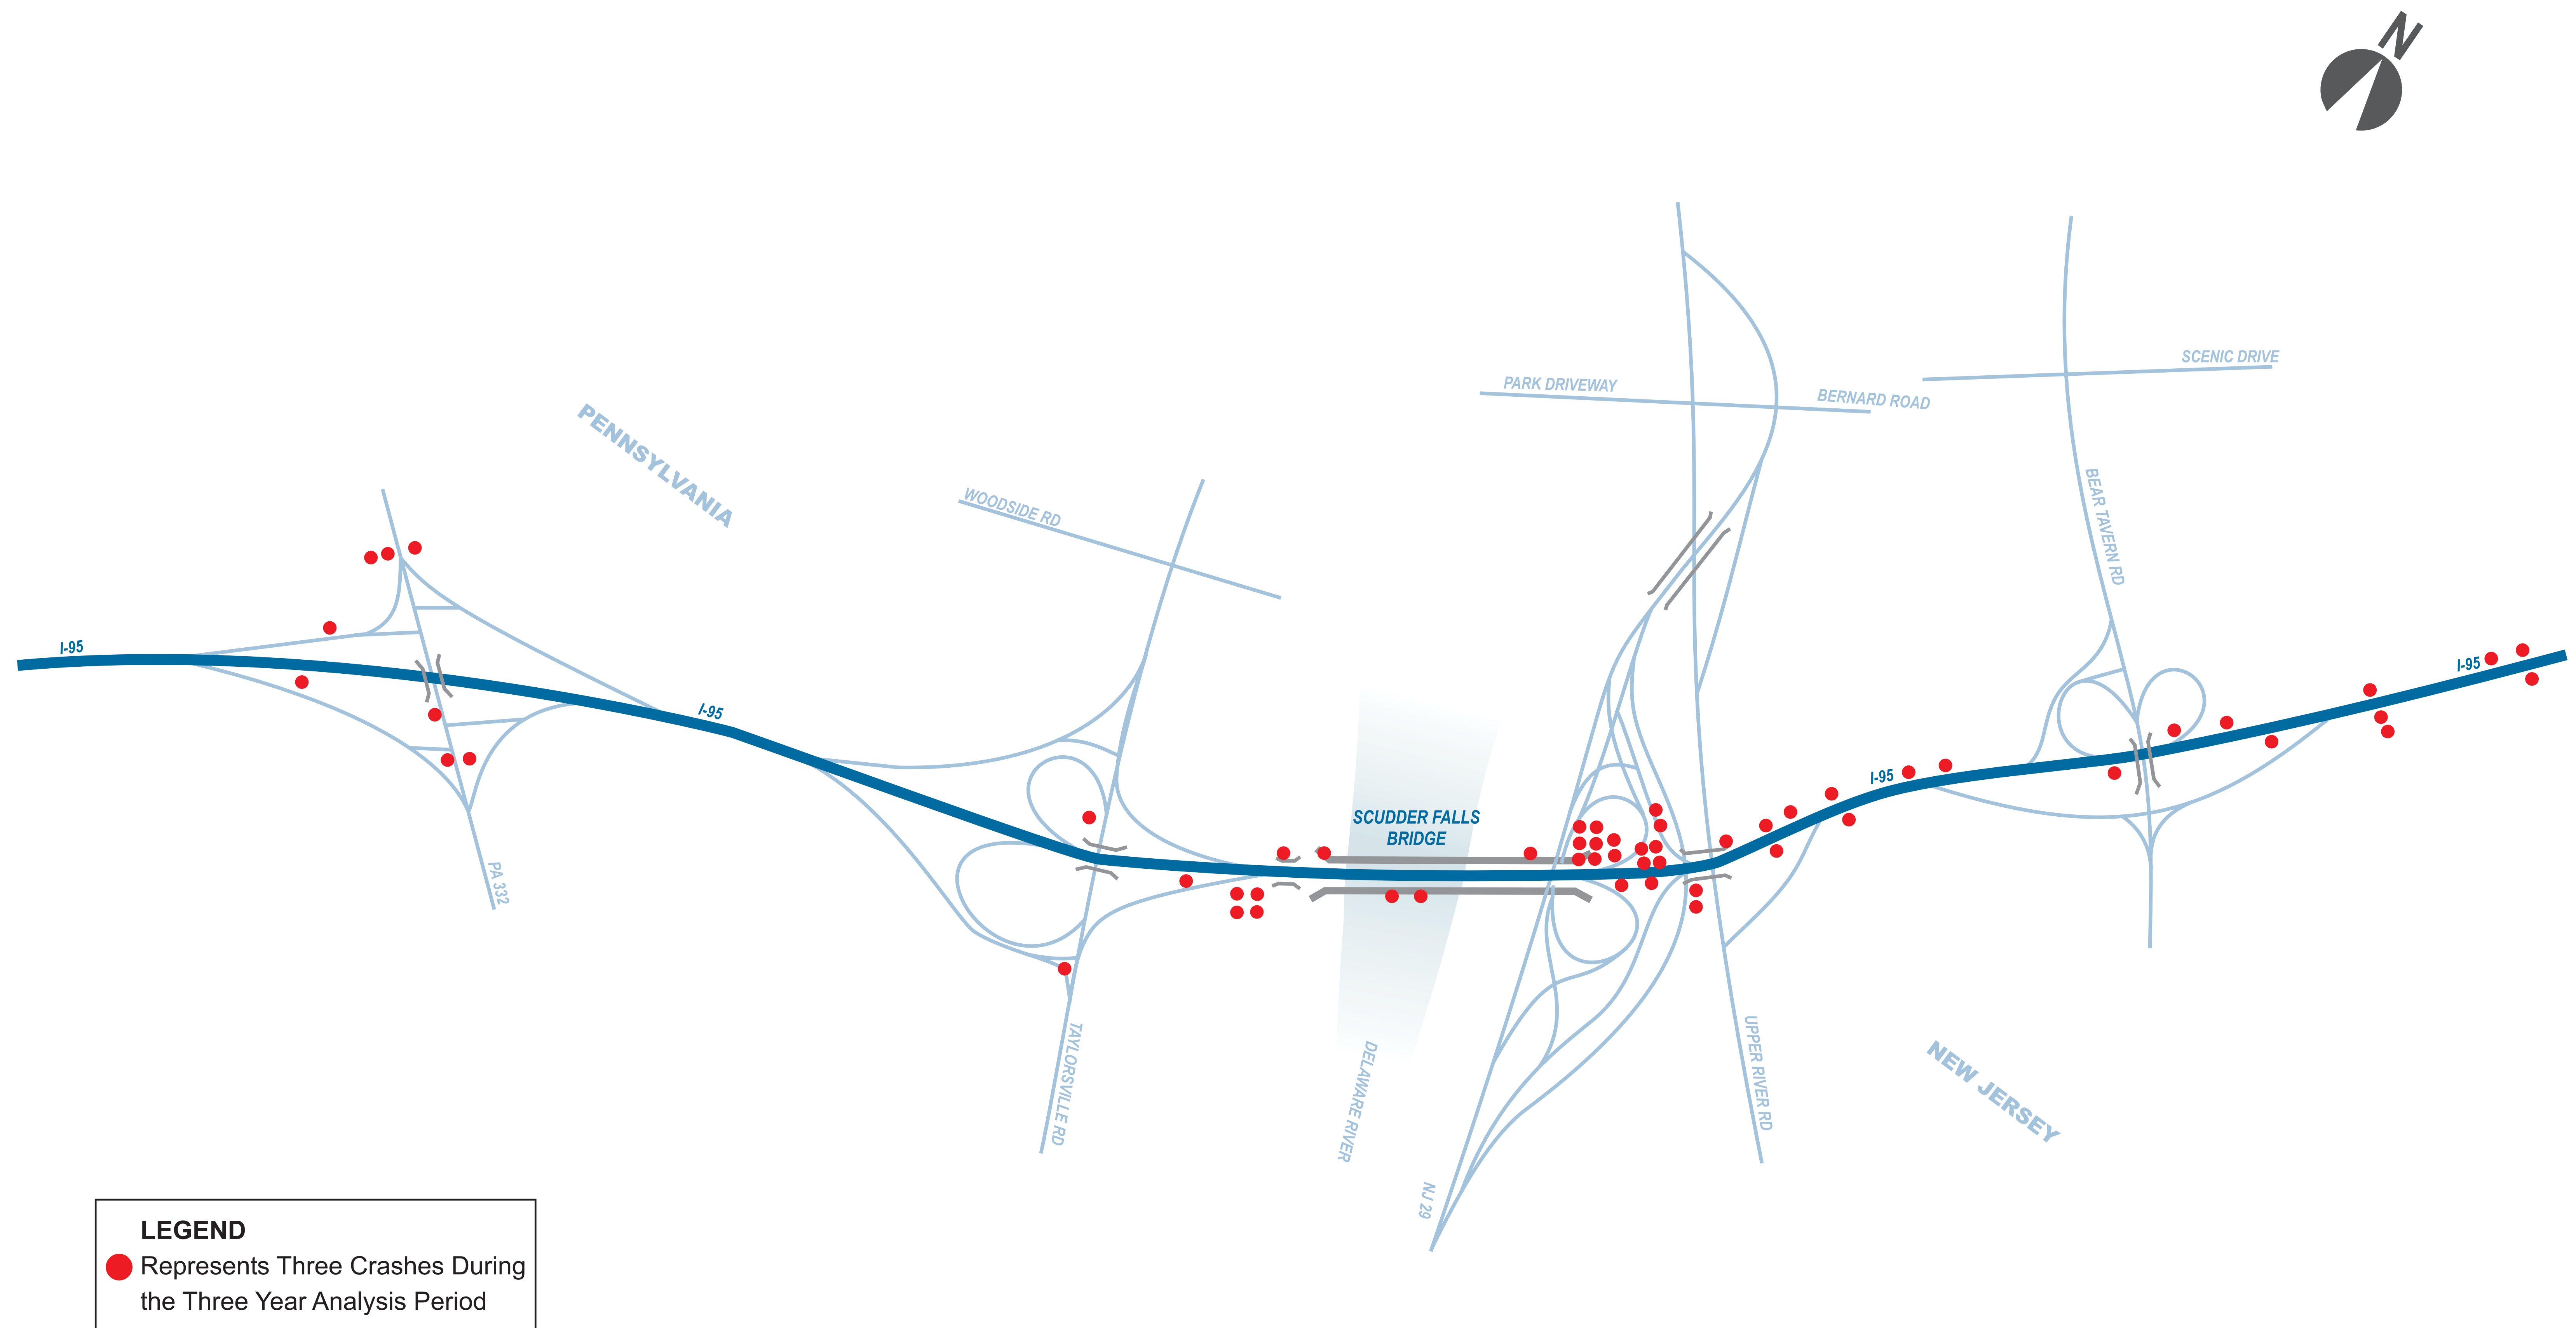 N
SCENIC DRIVE
PARK DRIVEWAY
BERNARD ROAD
PENNSYLVANIA
WOODSIDE RD
BEAR TAVERN RD
I-95
I-95
I-95
I-95
SCUDDER FALLS
BRIDGE
PA 332
TAYLORSVILLE RD
DELAWARE RIVER
UPPER RIVER RD
NEW JERSEY
NJ 29
LEGEND
Represents Three Crashes During
the Three Year Analysis Period